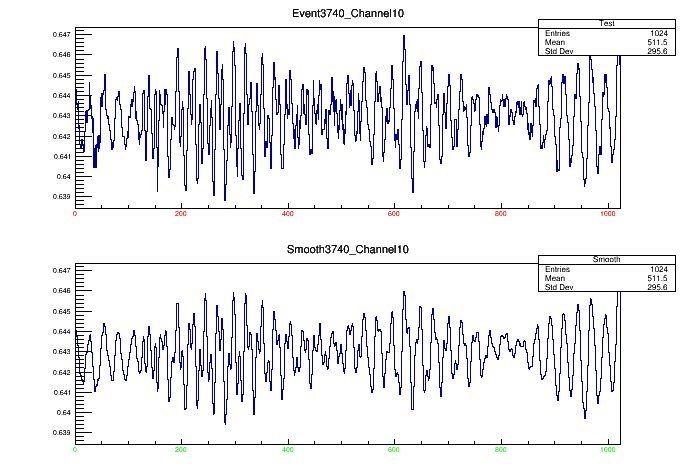 Event3740_Channel10
Test
Entries 1024
Mean 511.5
Std Dev 295.6
0.647
0.646
0.645
0.644
0.643
0.642
0.641
0.64
0.639
0 200 400 600 800 1000
Smooth3740_Channel10
Smooth
Entries 1024
Mean 511.5
Std Dev 295.6
0.647
0.646
0.645
0.644
0.643
0.642
0.641
0.64
0.639
0 200 400 600 800 1000